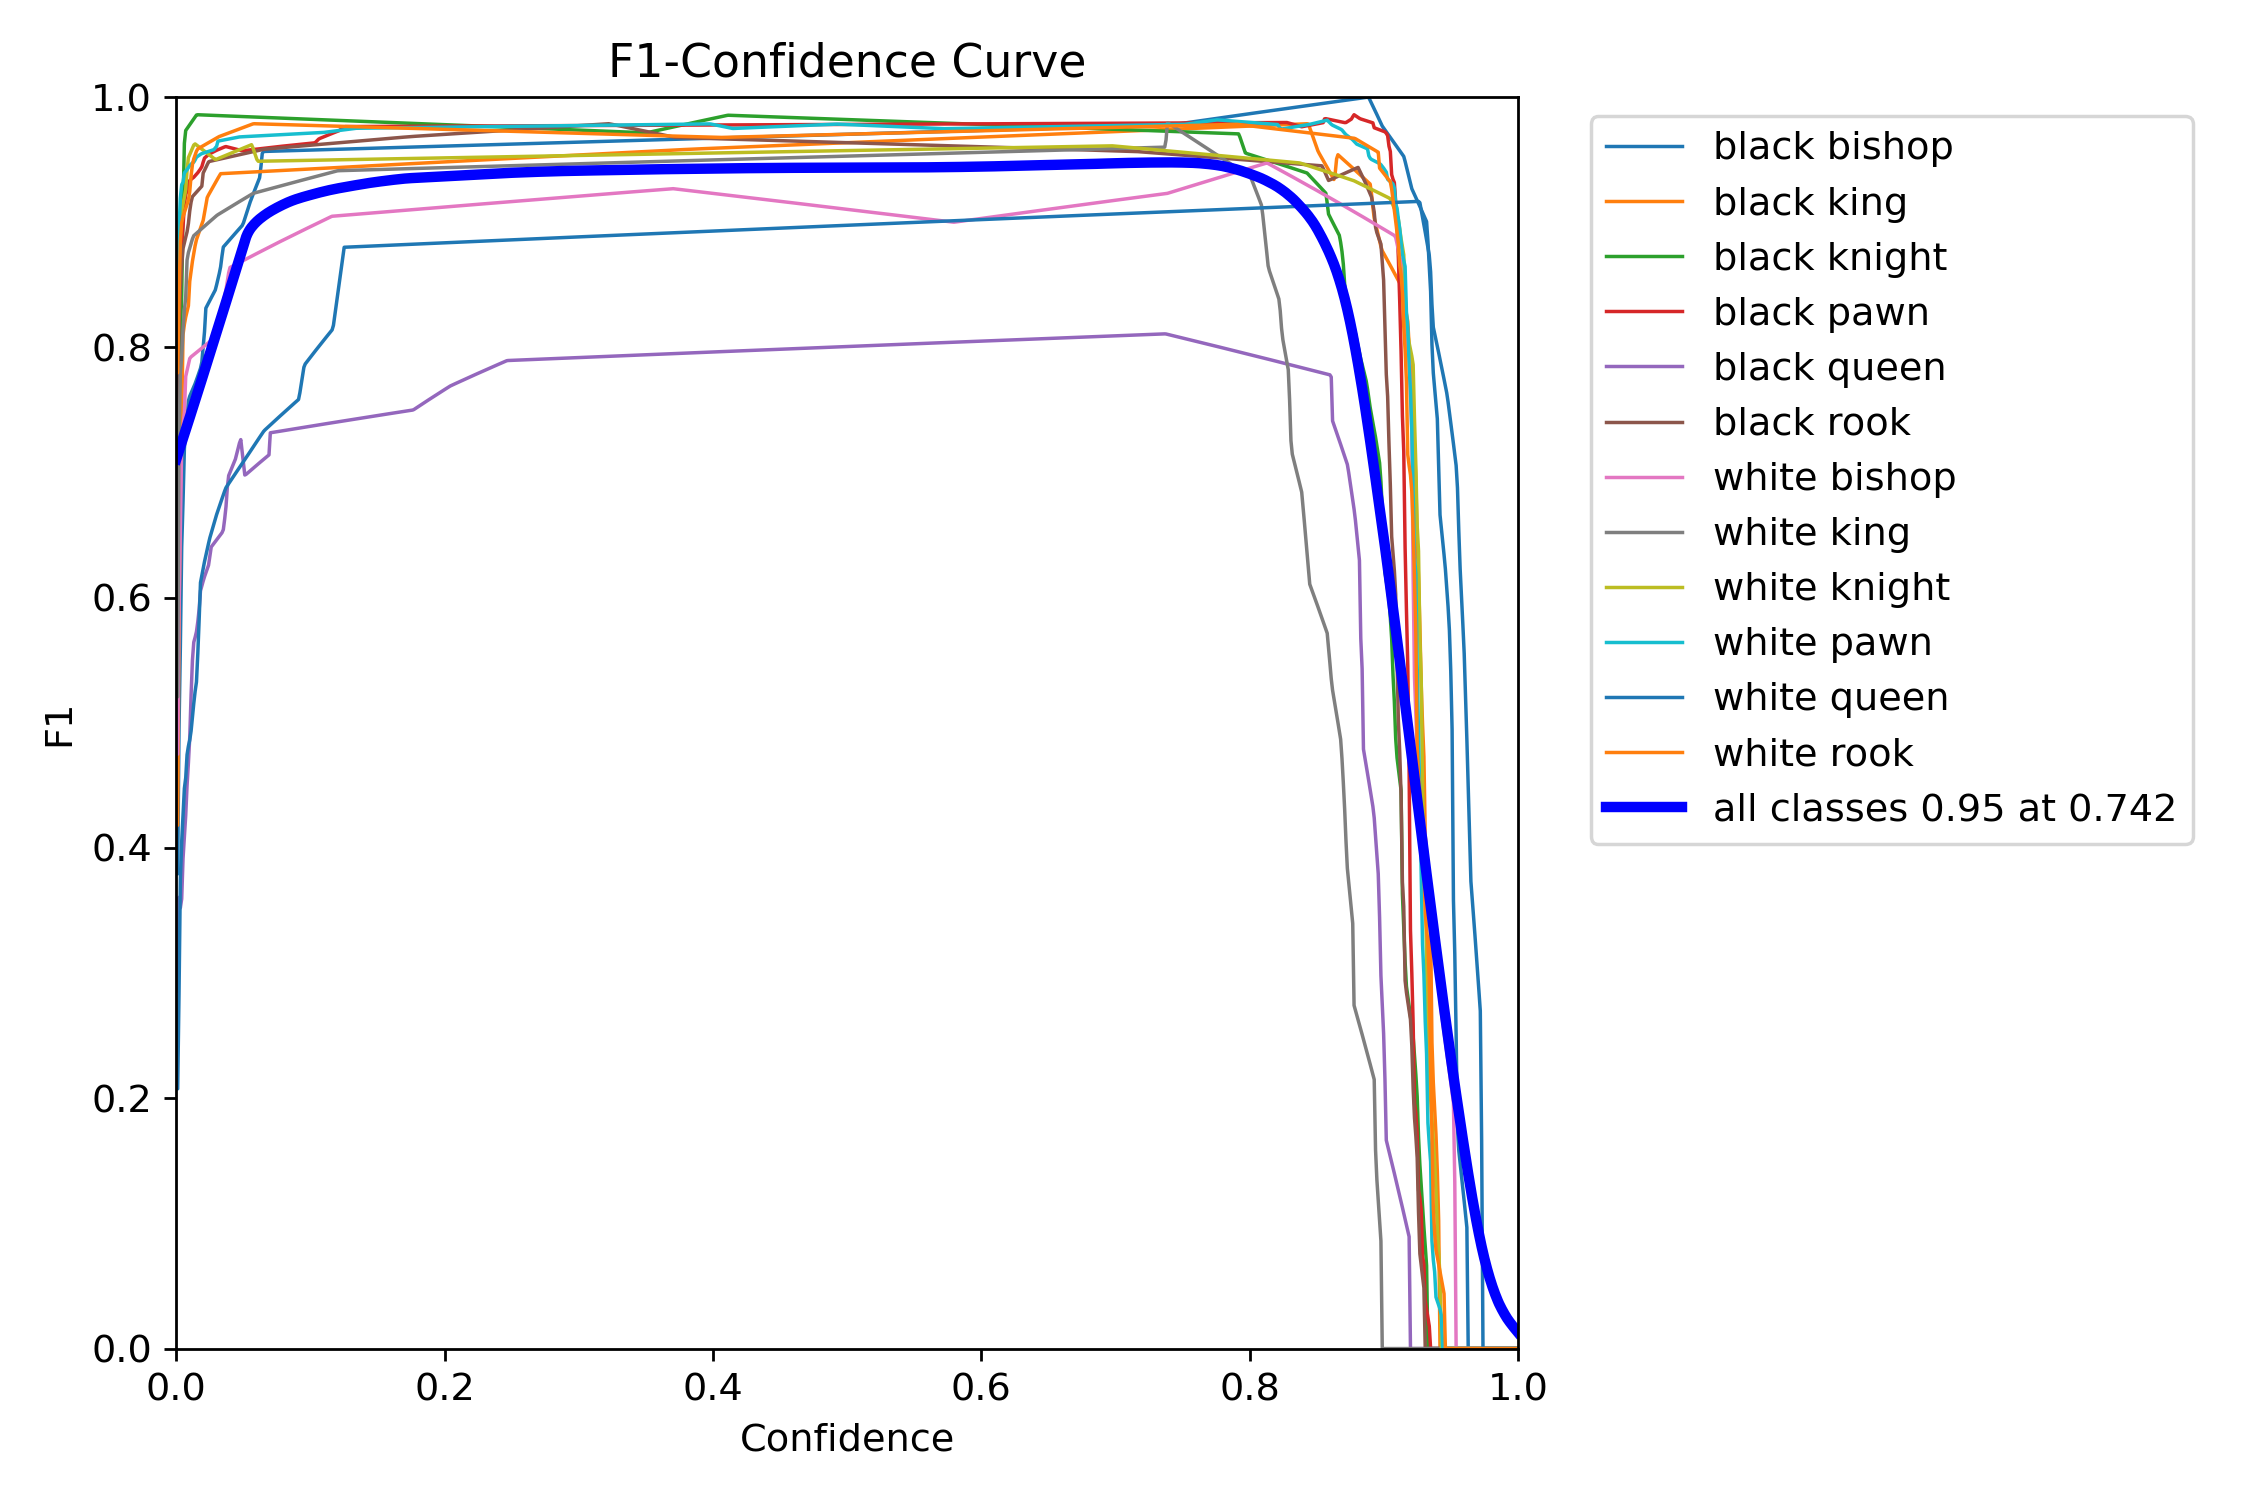 F1-Confidence Curve
1.0
0.8
0.6
0.4
0.2
0.0
F1
0.0 0.2 0.4 0.6 0.8 1.0
Confidence
black bishop
black king
black knight
black pawn
black queen
black rook
white bishop
white king
white knight
white pawn
white queen
white rook
all classes 0.95 at 0.742